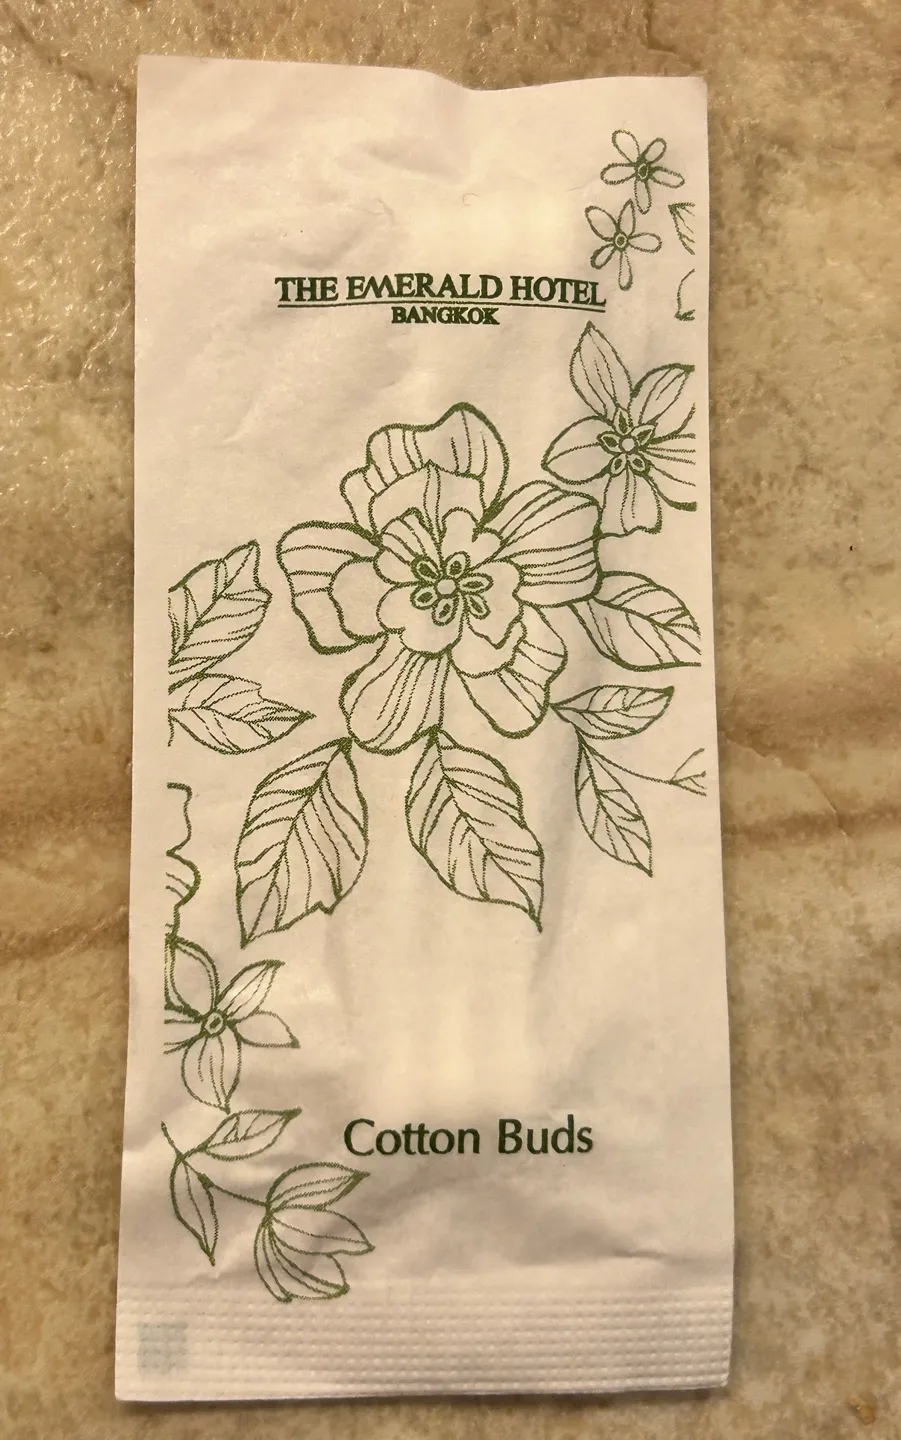 THE EMERALD HOTEL
BANGKOK
Cotton Buds